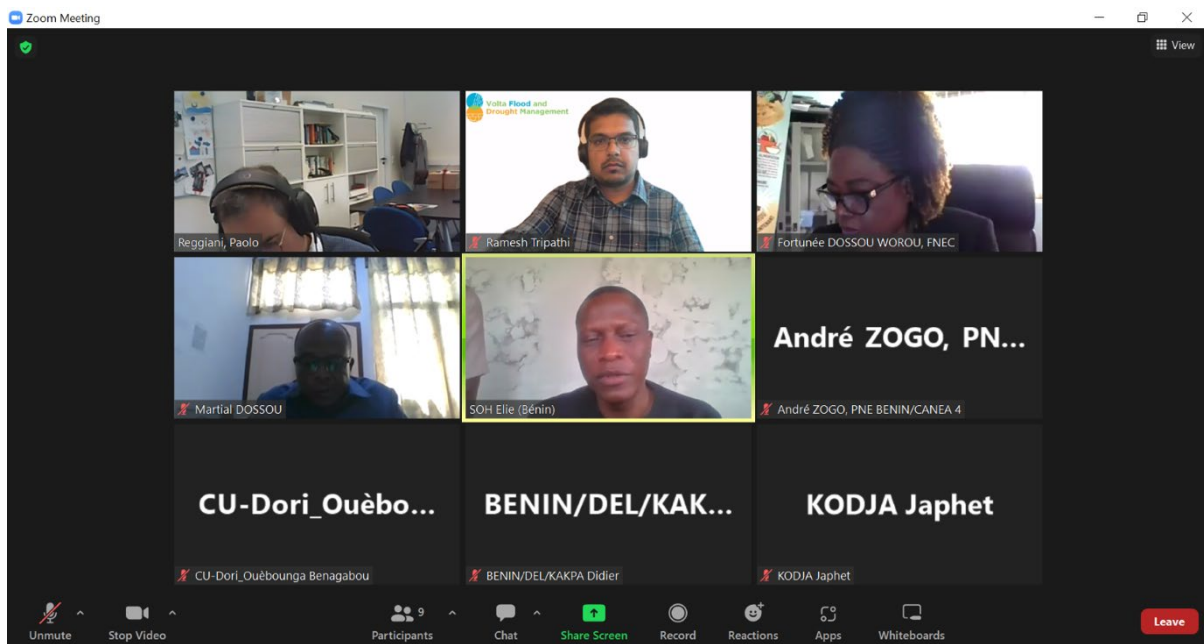 Zoom Meeting
View
Volta Flood and
Drought Management
Reggiani, Paolo
Ramesh Tripathi
Fortunée DOSSOU WOROU, FNEC
Martial DOSSOU
SOH Elie (Bénin)
André ZOGO, PN...
André ZOGO, PNE BENIN/CANEA 4
CU-Dori_Ouèbo...
BENIN/DEL/KAK...
KODJA Japhet
CU-Dori_Ouèbounga Benagabou
BENIN/DEL/KAKPA Didier
KODJA Japhet
Unmute
Stop Video
9
Participants
Chat
Share Screen
Record
Reactions
Apps
Whiteboards
Leave